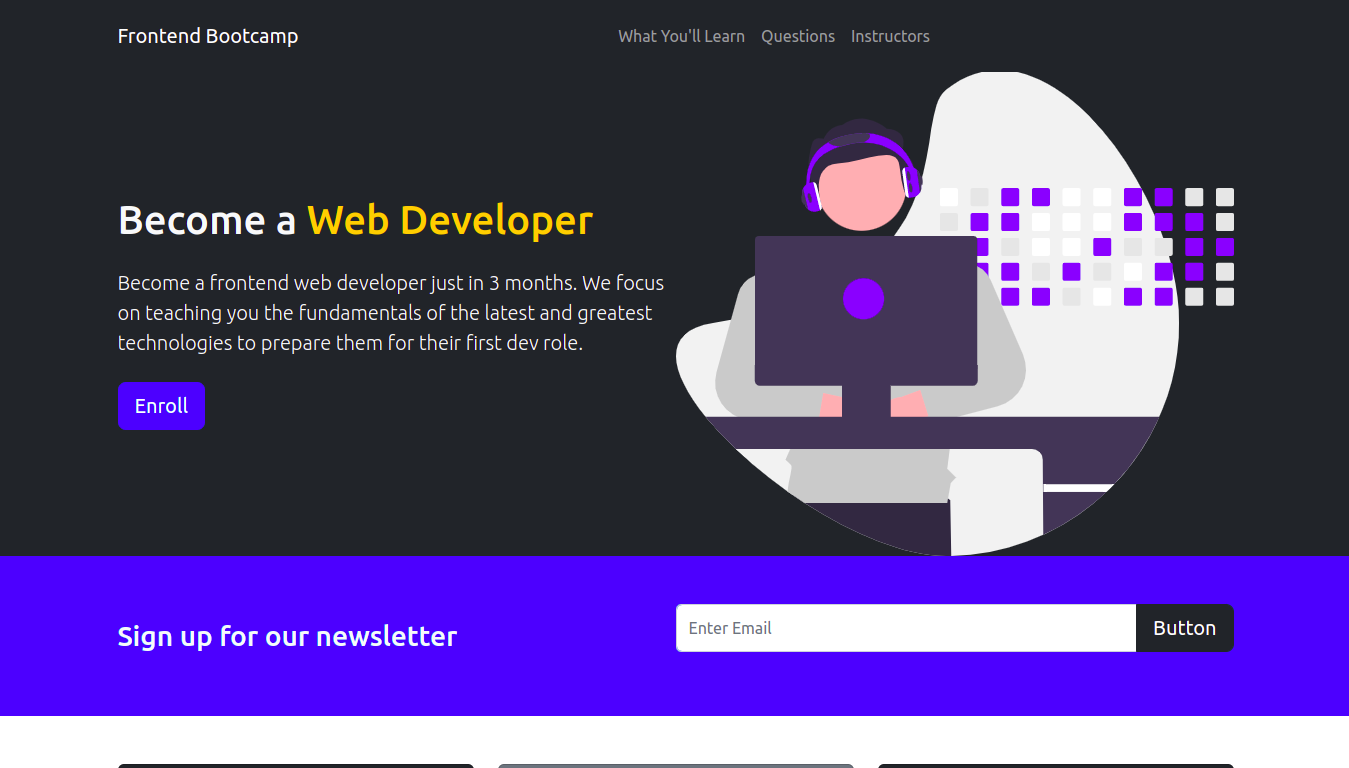 Frontend Bootcamp
What You'll Learn
Questions
Instructors
Become a Web Developer
Become a frontend web developer just in 3 months. We focus
on teaching you the fundamentals of the latest and greatest
technologies to prepare them for their first dev role.
Enroll
Sign up for our newsletter
Enter Email
Button